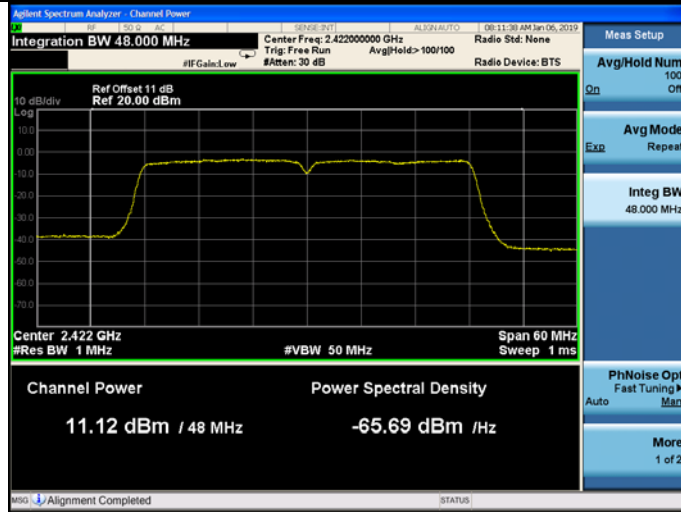 Agilent Spectrum Analyzer - Channel Power
RF 50 Ω AC SENSE:INT ALIGN AUTO 08:11:38 AM Jan 06, 2019
Integration BW 48.000 MHz
Center Freq: 2.422000000 GHz
Radio Std: None
Trig: Free Run Avg|Hold:> 100/100
#IFGain:Low #Atten: 30 dB Radio Device: BTS
Ref Offset 11 dB
10 dB/div Ref 20.00 dBm
Log
10.0
0.00
-10.0
-20.0
-30.0
-40.0
-50.0
-60.0
-70.0
Center 2.422 GHz Span 60 MHz
#Res BW 1 MHz #VBW 50 MHz Sweep 1 ms
Channel Power Power Spectral Density
11.12 dBm / 48 MHz -65.69 dBm /Hz
MSG Alignment Completed STATUS
Meas Setup
Avg/Hold Num
100
On Off
Avg Mode
Exp Repeat
Integ BW
48.000 MHz
PhNoise Opt
Fast Tuning
Auto Man
More
1 of 2